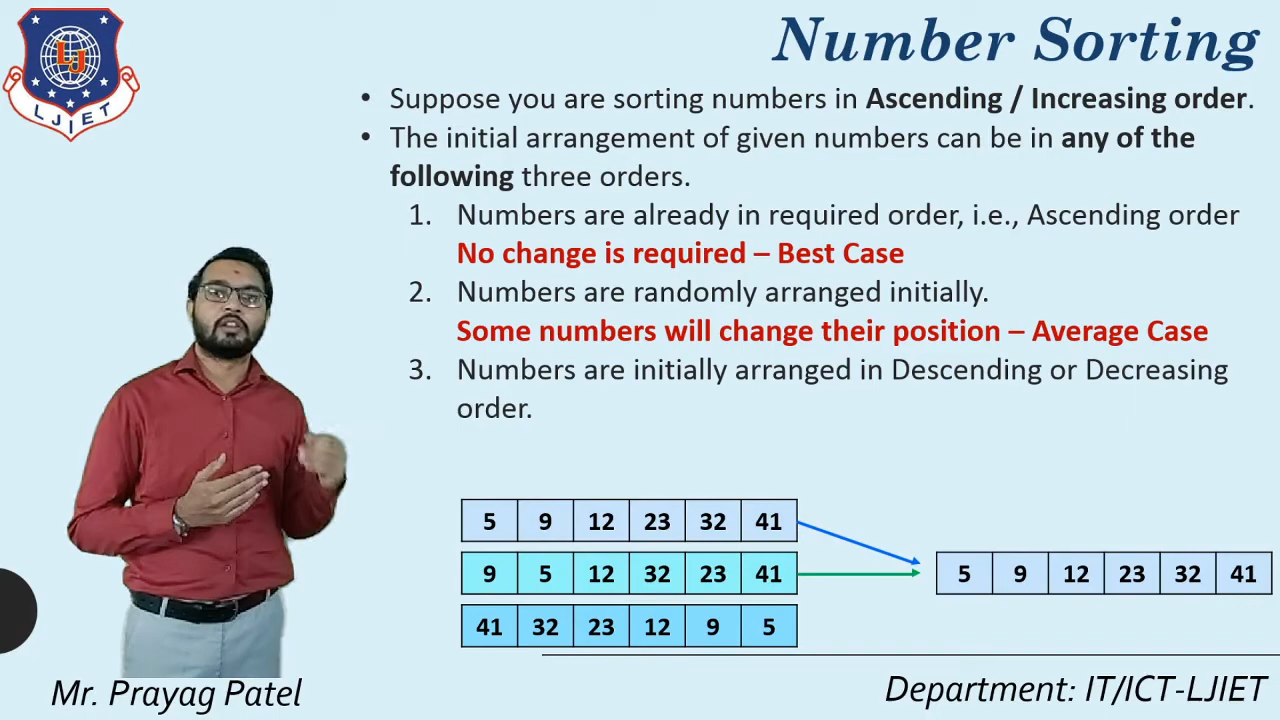 Number Sorting
LJIET
• Suppose you are sorting numbers in Ascending / Increasing order.
• The initial arrangement of given numbers can be in any of the
following three orders.
1. Numbers are already in required order, i.e., Ascending order
No change is required – Best Case
2. Numbers are randomly arranged initially.
Some numbers will change their position – Average Case
3. Numbers are initially arranged in Descending or Decreasing
order.
5 9 12 23 32 41
9 5 12 32 23 41
5 9 12 23 32 41
41 32 23 12 9 5
Mr. Prayag Patel
Department: IT/ICT-LJIET